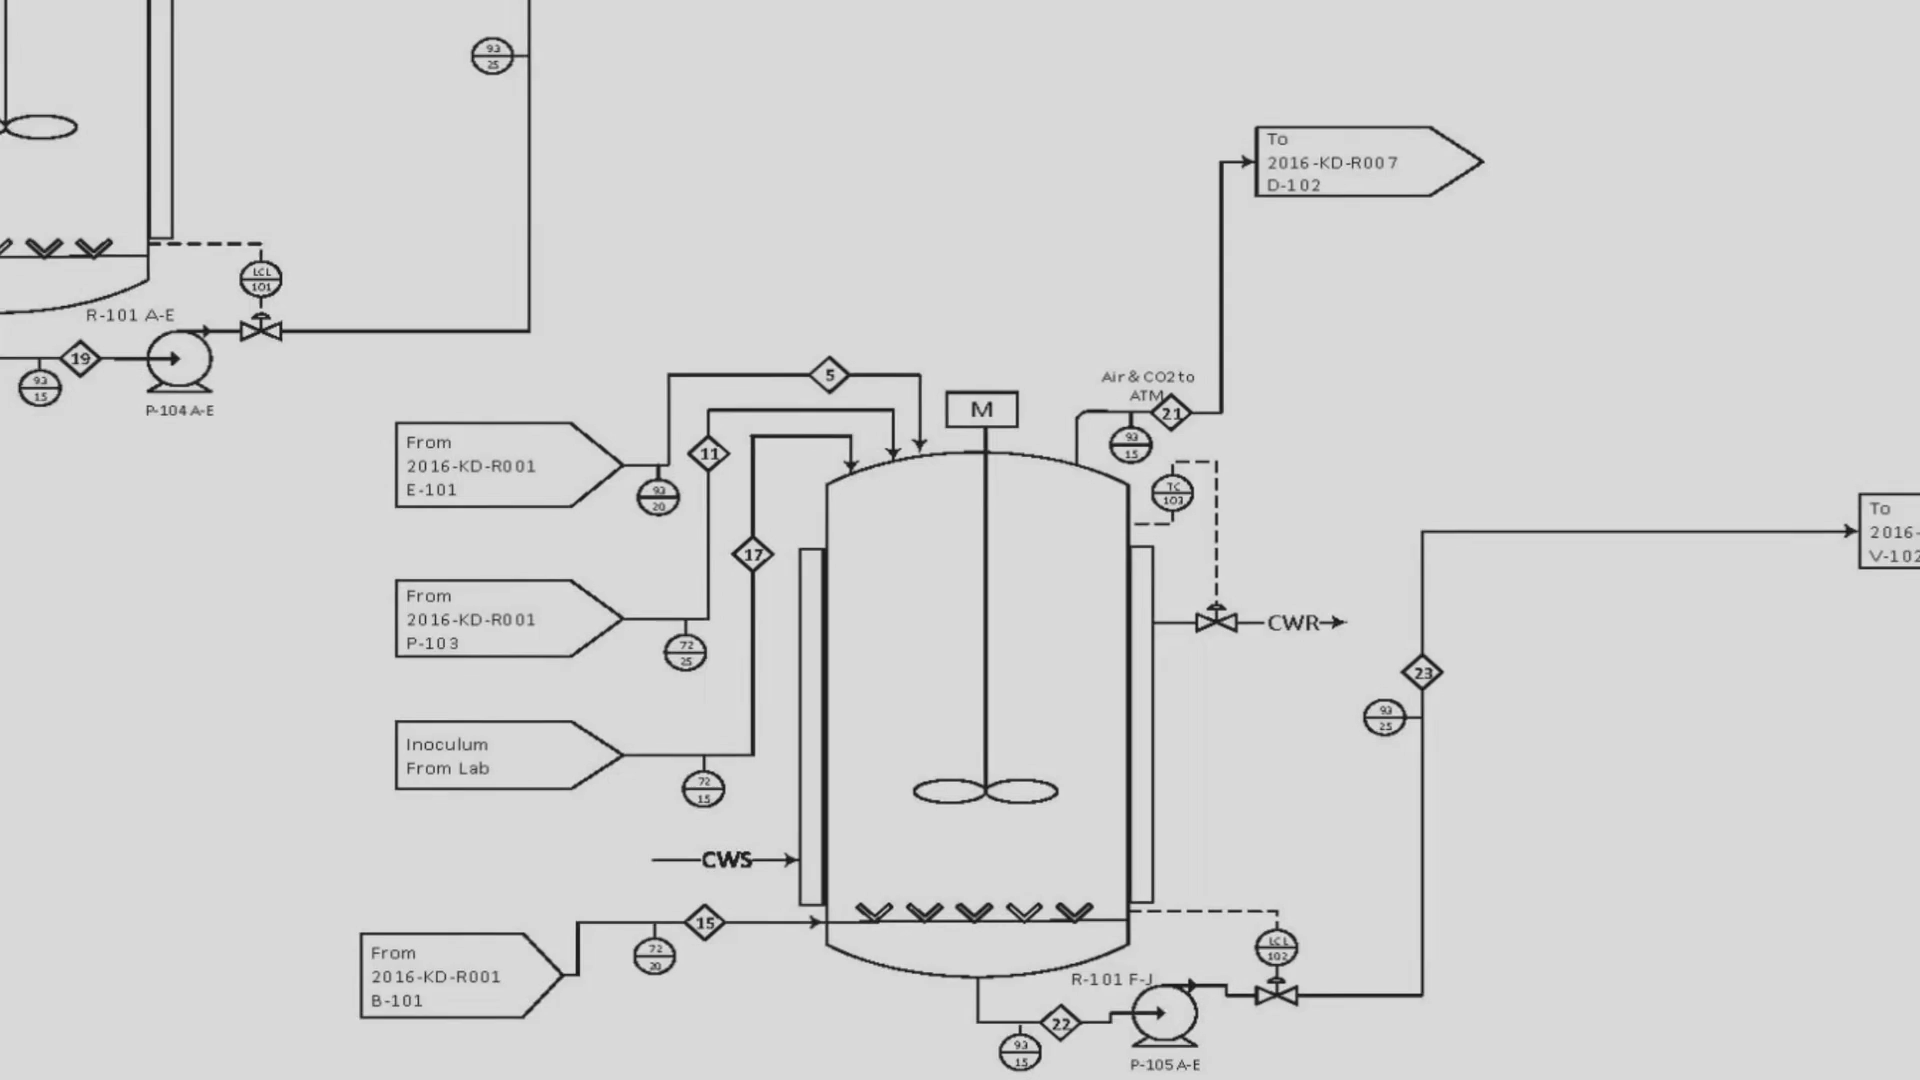 93
25
To
2016-KD-R007
D-102
LCL
101
R-101 A-E
19
93
15
P-104 A-E
5
M
Air & CO2 to
ATM
21
93
15
From
2016-KD-R001
E-101
93
20
11
TC
103
17
To
2016-
V-102
From
2016-KD-R001
P-103
72
25
CWR
23
93
25
Inoculum
From Lab
72
15
CWS
15
72
20
From
2016-KD-R001
B-101
LCL
102
R-101 F-J
22
93
15
P-105 A-E